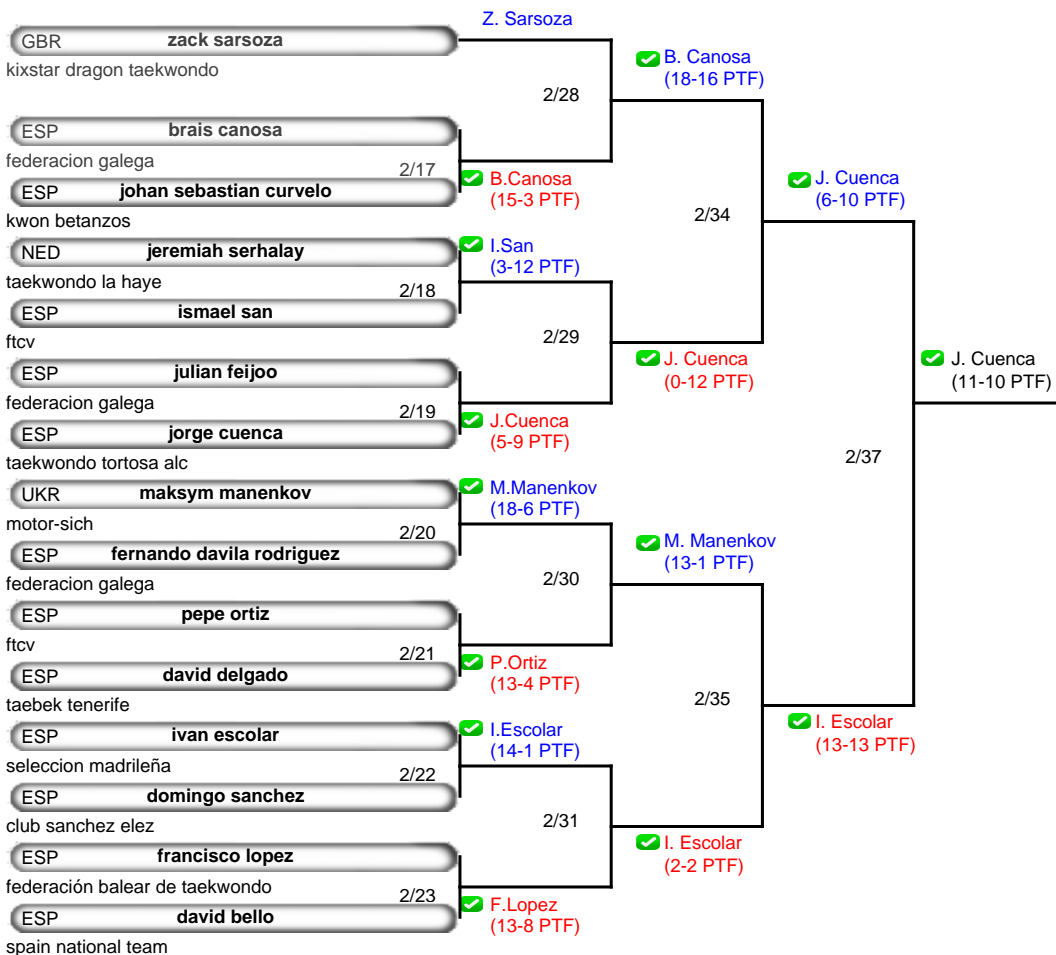 Z. Sarsoza
GBR zack sarsoza
kixstar dragon taekwondo
B. Canosa
(18-16 PTF)
2/28
ESP brais canosa
federacion galega
2/17
ESP johan sebastian curvelo
B.Canosa
(15-3 PTF)
J. Cuenca
(6-10 PTF)
kwon betanzos
2/34
NED jeremiah serhalay
I.San
(3-12 PTF)
taekwondo la haye
2/18
ESP ismael san
ftcv
2/29
ESP julian feijoo
J. Cuenca
(0-12 PTF)
J. Cuenca
(11-10 PTF)
federacion galega
2/19
ESP jorge cuenca
J.Cuenca
(5-9 PTF)
taekwondo tortosa alc
2/37
UKR maksym manenkov
M.Manenkov
(18-6 PTF)
motor-sich
2/20
ESP fernando davila rodriguez
M. Manenkov
(13-1 PTF)
federacion galega
2/30
ESP pepe ortiz
ftcv
2/21
ESP david delgado
P.Ortiz
(13-4 PTF)
taebek tenerife
2/35
ESP ivan escolar
I.Escolar
(14-1 PTF)
I. Escolar
(13-13 PTF)
seleccion madrileña
2/22
ESP domingo sanchez
club sanchez elez
2/31
ESP francisco lopez
I. Escolar
(2-2 PTF)
federación balear de taekwondo
2/23
ESP david bello
F.Lopez
(13-8 PTF)
spain national team